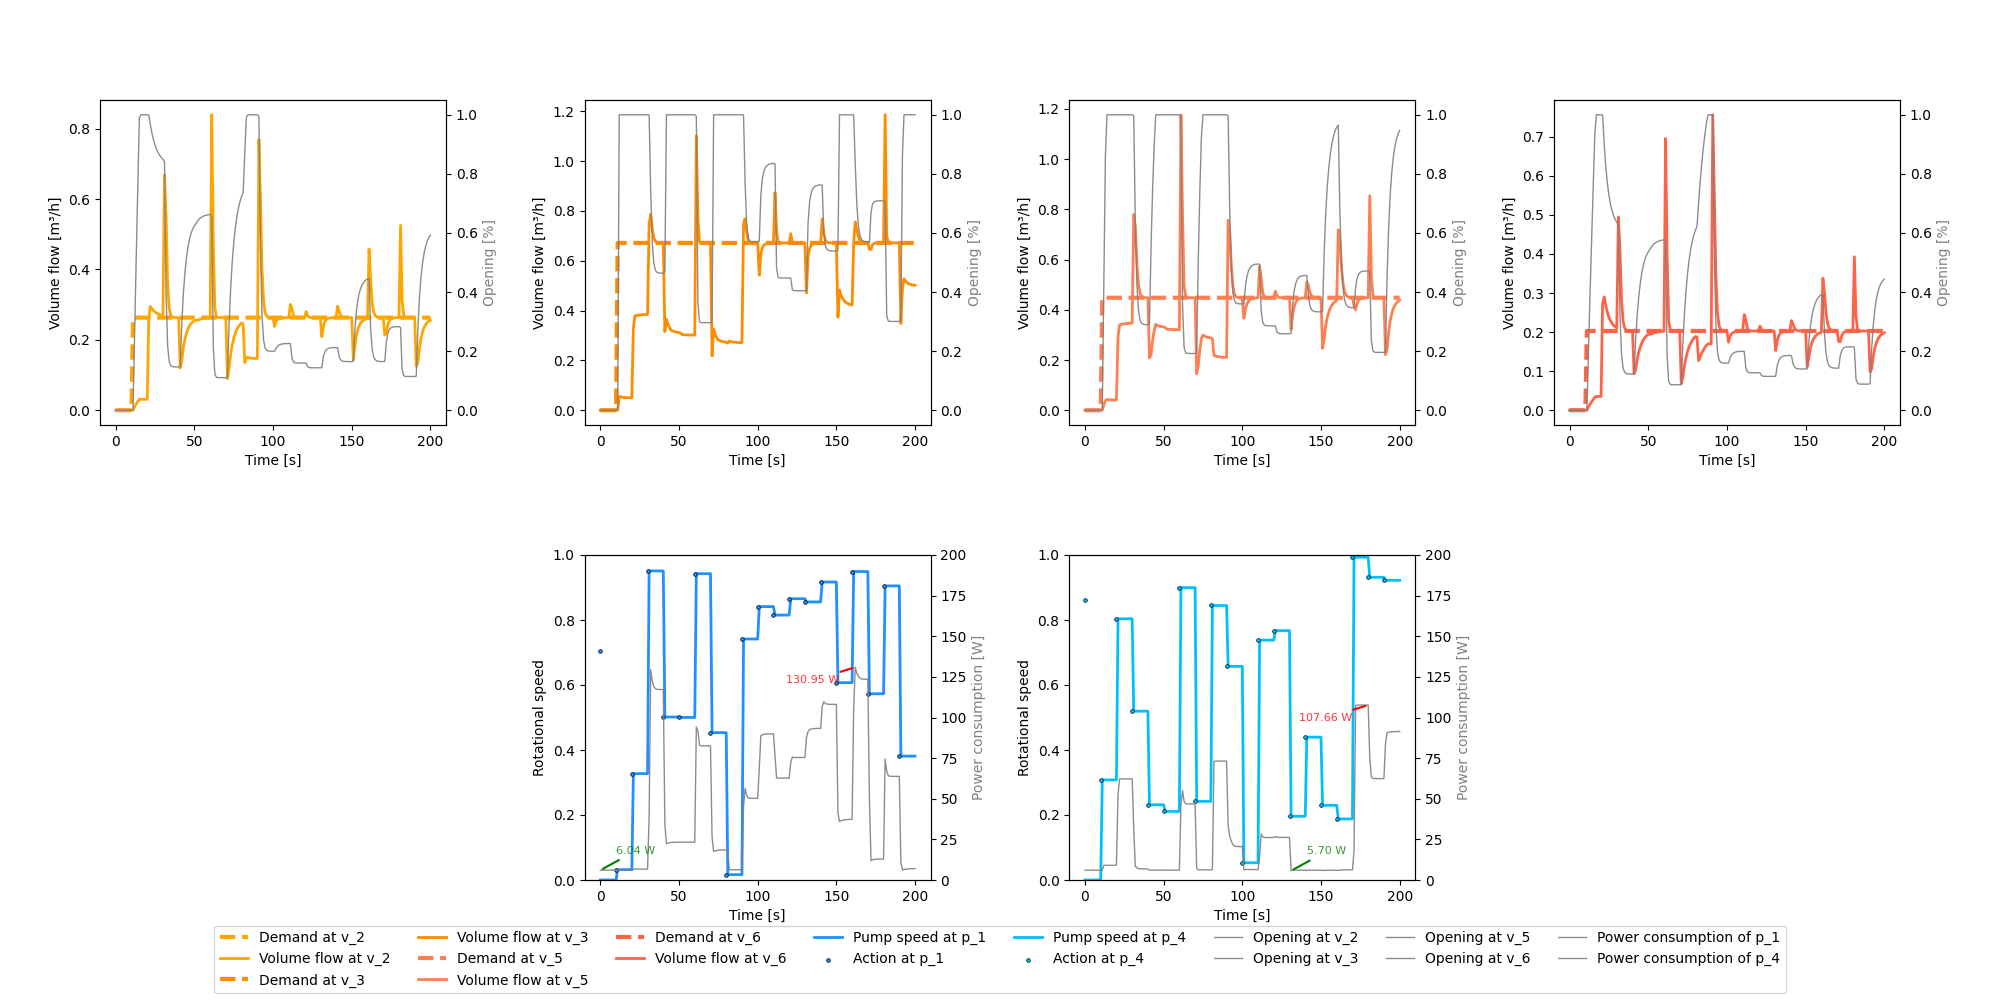 0.0
0.2
0.4
0.6
0.8
Volume flow [m³/h]
0 50 100 150 200
Time [s]
0.0
0.2
0.4
0.6
0.8
1.0
Opening [%]
0.0
0.2
0.4
0.6
0.8
1.0
1.2
Volume flow [m³/h]
0 50 100 150 200
Time [s]
0.0
0.2
0.4
0.6
0.8
1.0
Opening [%]
0.0
0.2
0.4
0.6
0.8
1.0
1.2
Volume flow [m³/h]
0 50 100 150 200
Time [s]
0.0
0.2
0.4
0.6
0.8
1.0
Opening [%]
0.0
0.1
0.2
0.3
0.4
0.5
0.6
0.7
Volume flow [m³/h]
0 50 100 150 200
Time [s]
0.0
0.2
0.4
0.6
0.8
1.0
Opening [%]
0.0
0.2
0.4
0.6
0.8
1.0
Rotational speed
130.95 W
6.04 W
0 50 100 150 200
Time [s]
0
25
50
75
100
125
150
175
200
Power consumption [W]
0.0
0.2
0.4
0.6
0.8
1.0
Rotational speed
107.66 W
5.70 W
0 50 100 150 200
Time [s]
0
25
50
75
100
125
150
175
200
Power consumption [W]
Demand at v_2
Volume flow at v_2
Demand at v_3
Volume flow at v_3
Demand at v_5
Volume flow at v_5
Demand at v_6
Volume flow at v_6
Pump speed at p_1
Action at p_1
Pump speed at p_4
Action at p_4
Opening at v_2
Opening at v_3
Opening at v_5
Opening at v_6
Power consumption of p_1
Power consumption of p_4